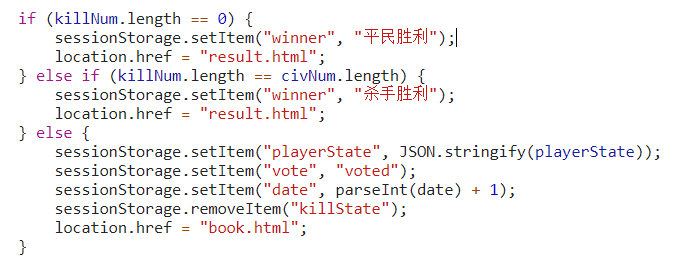 if (killNum.length == 0) {
    sessionStorage.setItem("winner", "平民胜利");
    location.href = "result.html";
} else if (killNum.length == civNum.length) {
    sessionStorage.setItem("winner", "杀手胜利");
    location.href = "result.html";
} else {
    sessionStorage.setItem("playerState", JSON.stringify(playerState));
    sessionStorage.setItem("vote", "voted");
    sessionStorage.setItem("date", parseInt(date) + 1);
    sessionStorage.removeItem("killState");
    location.href = "book.html";
}